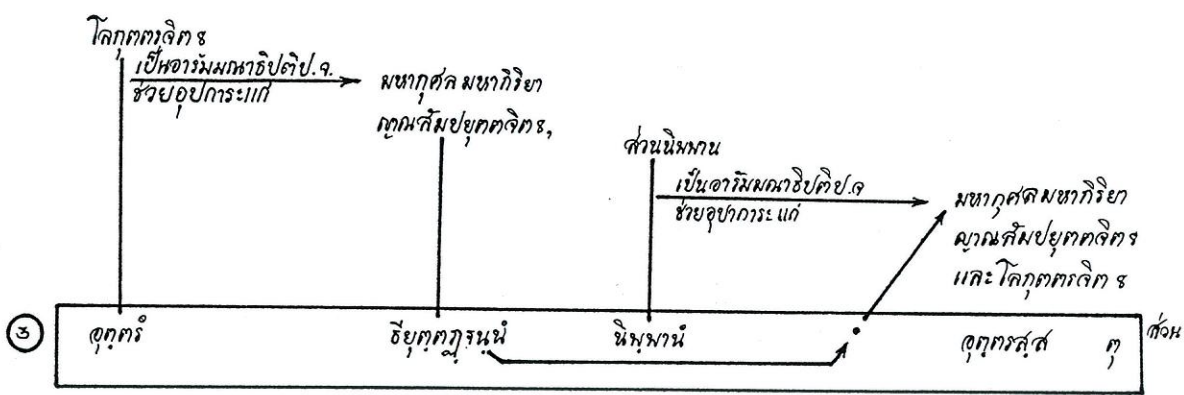 โลกุตตรจิต ๘
เป็นอารัมมณาธิปติป.จ.
ช่วยอุปการะแก่
มหากุศล มหากิริยา
ญาณสัมปยุตตจิต ๘,
ส่วนนิพพาน
เป็นอารัมมณาธิปติป.จ
ช่วยอุปการะ แก่
มหากุศลมหากิริยา
ญาณสัมปยุตตจิต ๘
และโลกุตตรจิต ๘
๓ อุตฺตรํ ธียุตฺตฏฺฐนฺนํ นิพฺพานํ อุตฺตรสฺส ตุ ส่วน